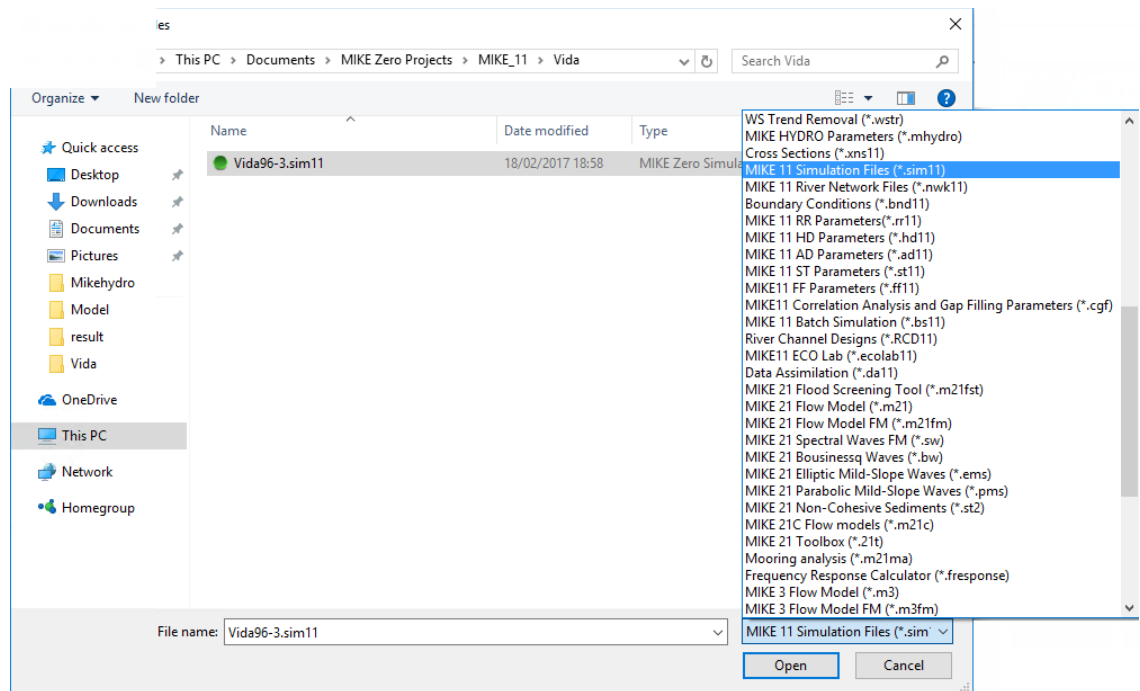 es
This PC > Documents > MIKE Zero Projects > MIKE_11 > Vida
Search Vida
Organize
New folder
Name
Date modified
Type
Quick access
Desktop
Downloads
Documents
Pictures
Mikehydro
Model
result
Vida
OneDrive
This PC
Network
Homegroup
Vida96-3.sim11 18/02/2017 18:58 MIKE Zero Simula
WS Trend Removal (*.wstr)
MIKE HYDRO Parameters (*.mhydro)
Cross Sections (*.xns11)
MIKE 11 Simulation Files (*.sim11)
MIKE 11 River Network Files (*.nwk11)
Boundary Conditions (*.bnd11)
MIKE 11 RR Parameters(*.rr11)
MIKE 11 HD Parameters (*.hd11)
MIKE 11 AD Parameters (*.ad11)
MIKE 11 ST Parameters (*.st11)
MIKE11 FF Parameters (*.ff11)
MIKE11 Correlation Analysis and Gap Filling Parameters (*.cgf)
MIKE 11 Batch Simulation (*.bs11)
River Channel Designs (*.RCD11)
MIKE11 ECO Lab (*.ecolab11)
Data Assimilation (*.da11)
MIKE 21 Flood Screening Tool (*.m21fst)
MIKE 21 Flow Model (*.m21)
MIKE 21 Flow Model FM (*.m21fm)
MIKE 21 Spectral Waves FM (*.sw)
MIKE 21 Bousinessq Waves (*.bw)
MIKE 21 Elliptic Mild-Slope Waves (*.ems)
MIKE 21 Parabolic Mild-Slope Waves (*.pms)
MIKE 21 Non-Cohesive Sediments (*.st2)
MIKE 21C Flow models (*.m21c)
MIKE 21 Toolbox (*.21t)
Mooring analysis (*.m21ma)
Frequency Response Calculator (*.fresponse)
MIKE 3 Flow Model (*.m3)
MIKE 3 Flow Model FM (*.m3fm)
File name: Vida96-3.sim11
MIKE 11 Simulation Files (*.sim
Open
Cancel